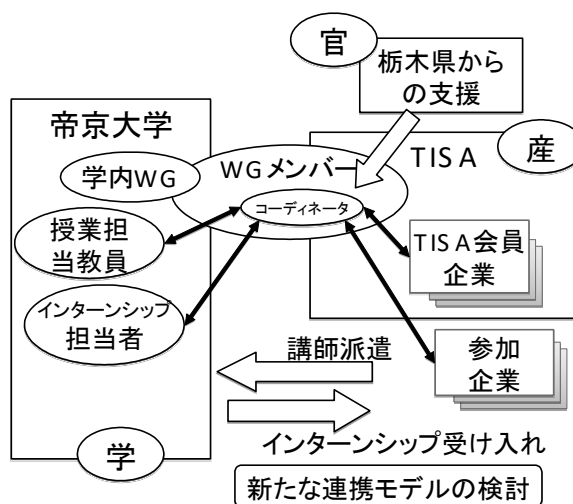 官
栃木県から
の支援
帝京大学
TISA
産
学内WG
WGメンバー
コーディネータ
授業担
当教員
TISA会員
企業
インターンシップ
担当者
講師派遣
参加
企業
学
インターンシップ受け入れ
新たな連携モデルの検討